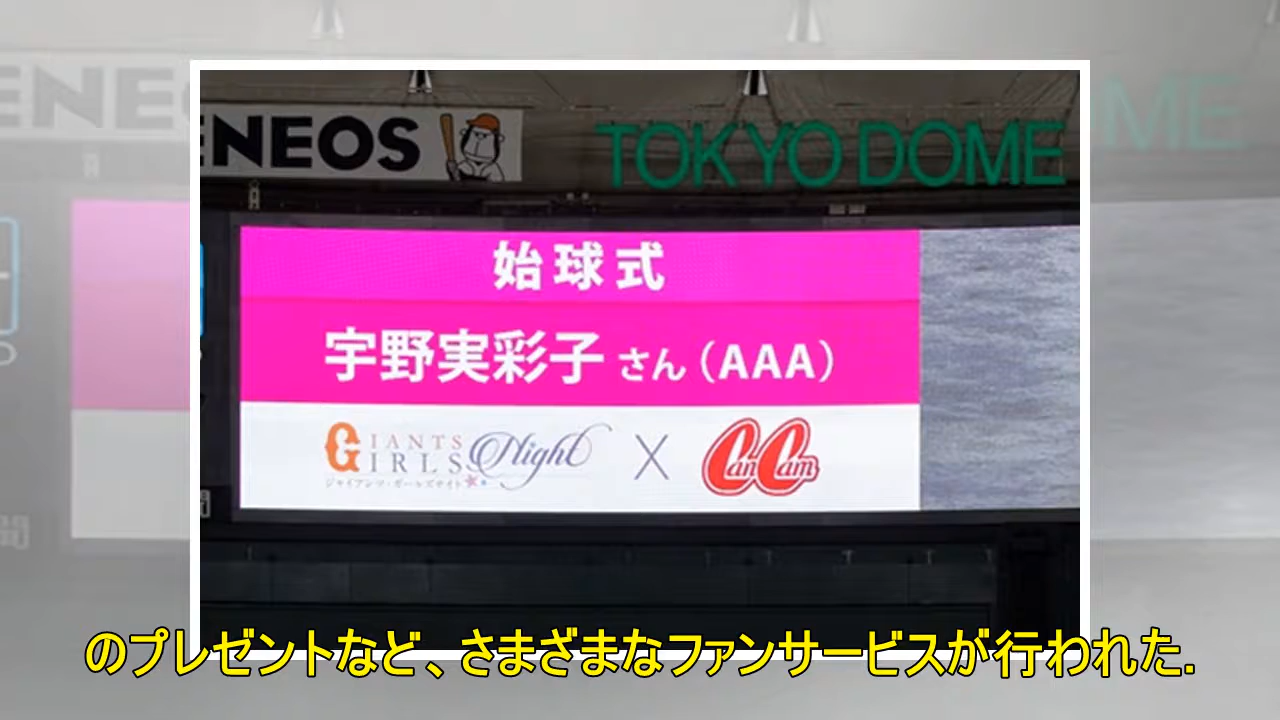 ENEOS
TOKYO DOME
始球式
宇野実彩子さん（AAA）
GIANTS GIRLS Night × CanCam
ジャイアンツ・ガールズナイト
のプレゼントなど、さまざまなファンサービスが行われた.